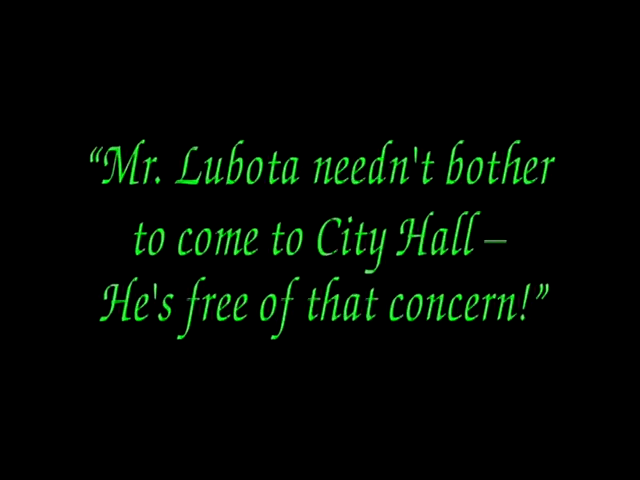 “Mr. Lubota needn't bother
to come to City Hall –
He's free of that concern!”